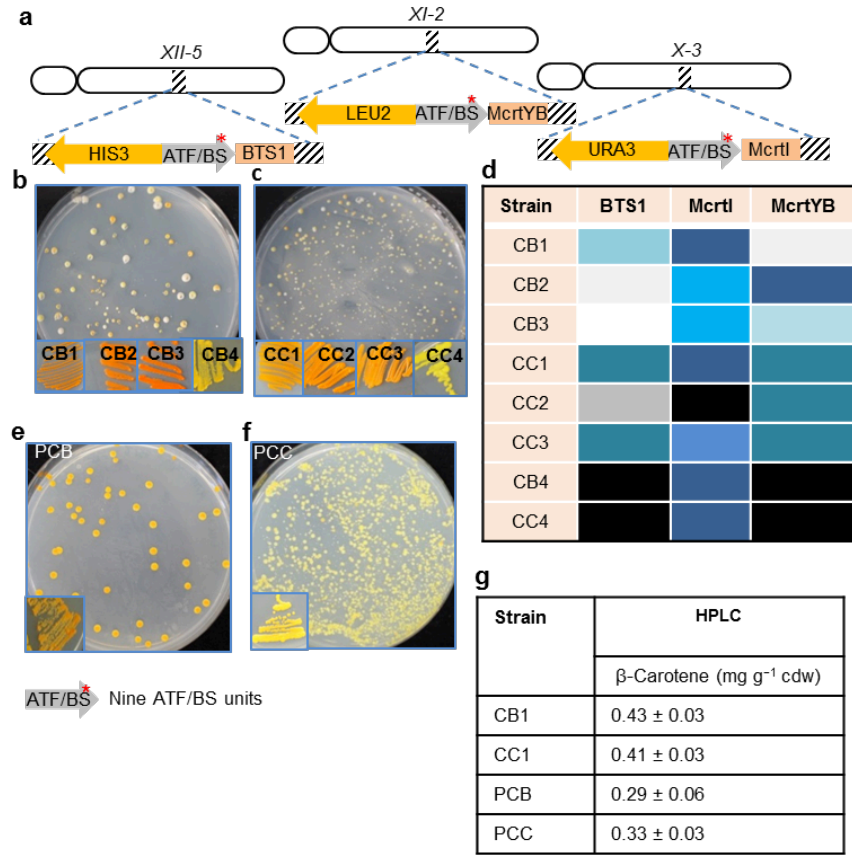 a
XII-5
XI-2
X-3
LEU2 ATF/BS* McrtYB
HIS3 ATF/BS* BTS1
URA3 ATF/BS* McrtI
b
CB1 CB2 CB3 CB4
c
CC1 CC2 CC3 CC4
d
Strain BTS1 McrtI McrtYB
CB1
CB2
CB3
CC1
CC2
CC3
CB4
CC4
e
PCB
f
PCC
ATF/BS* Nine ATF/BS units
g
Strain HPLC
β-Carotene (mg g⁻¹ cdw)
CB1 0.43 ± 0.03
CC1 0.41 ± 0.03
PCB 0.29 ± 0.06
PCC 0.33 ± 0.03